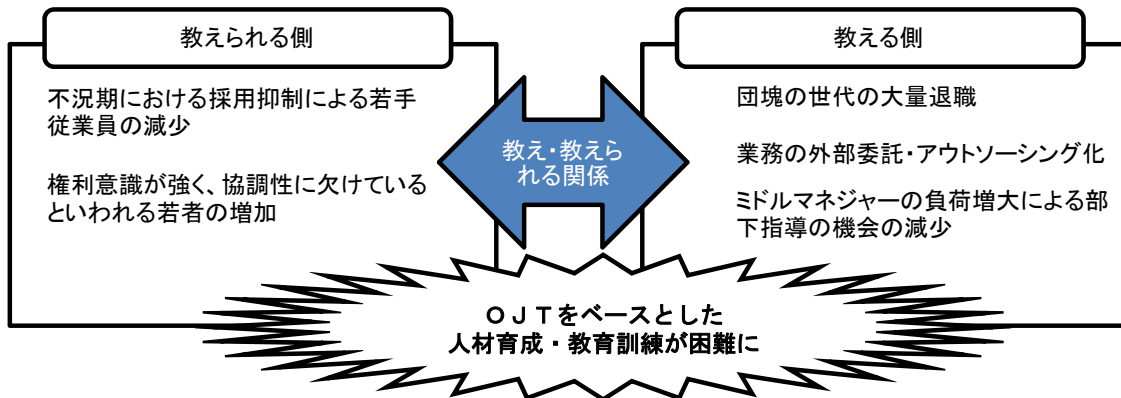 教えられる側
不況期における採用抑制による若手
従業員の減少
権利意識が強く、協調性に欠けている
といわれる若者の増加
教え・教えら
れる関係
教える側
団塊の世代の大量退職
業務の外部委託・アウトソーシング化
ミドルマネジャーの負荷増大による部
下指導の機会の減少
ＯＪＴをベースとした
人材育成・教育訓練が困難に